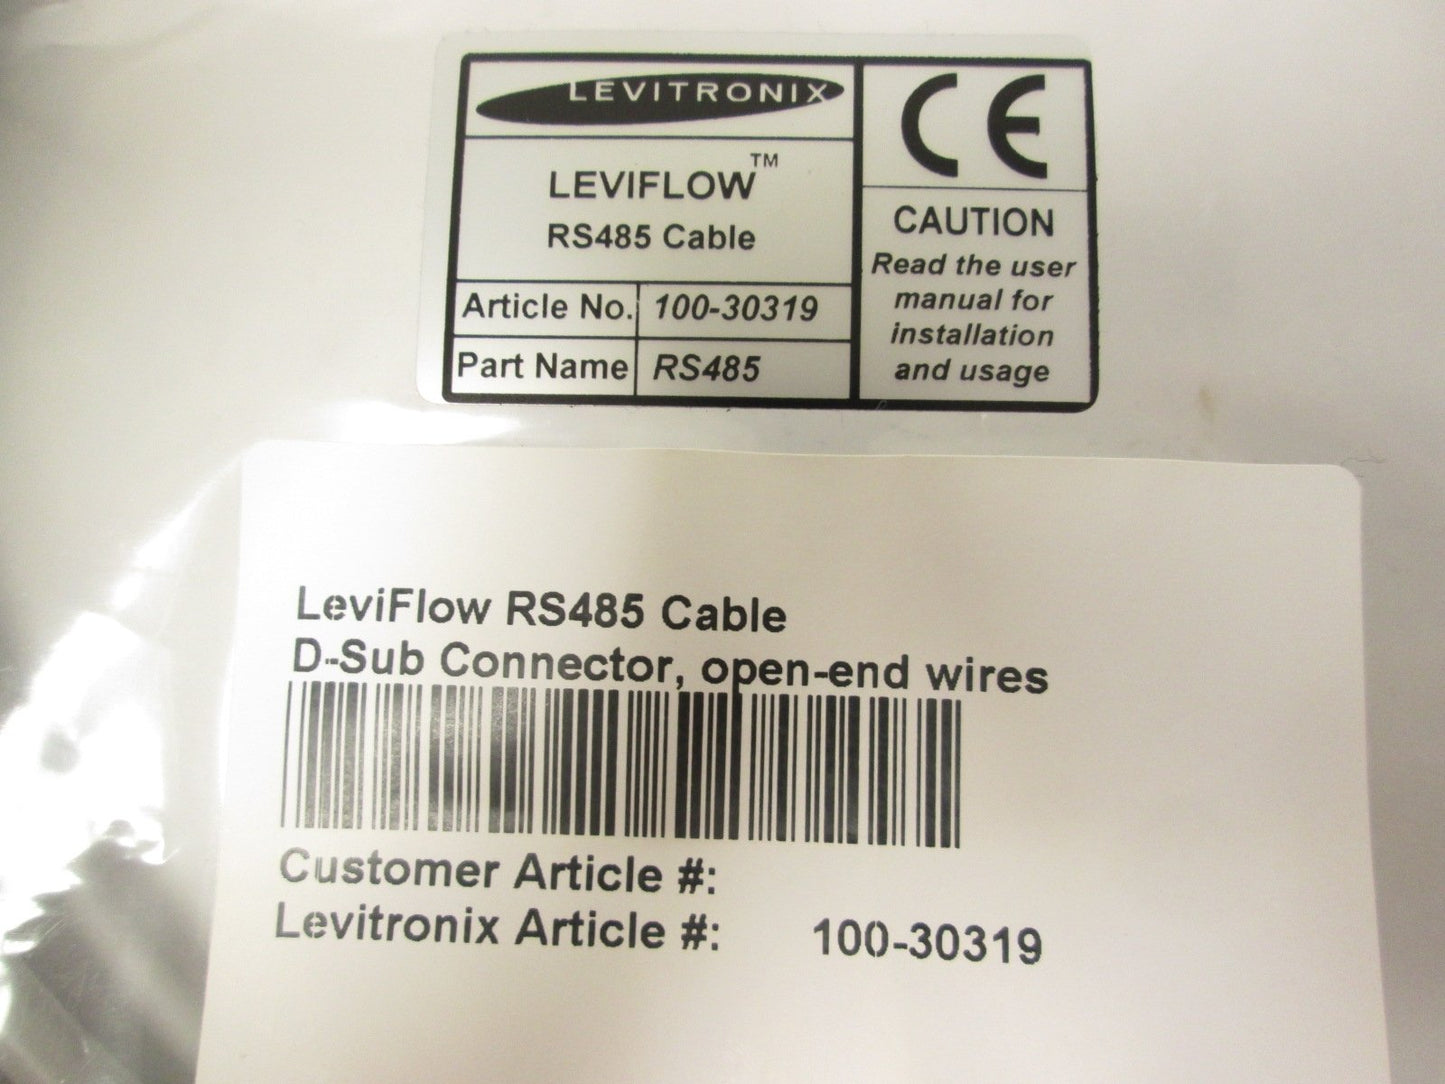 LEVITRONIX
LEVIFLOW™
RS485 Cable
Article No. 100-30319
Part Name RS485
CE
CAUTION
Read the user
manual for
installation
and usage
LeviFlow RS485 Cable
D-Sub Connector, open-end wires
Customer Article #:
Levitronix Article #: 100-30319